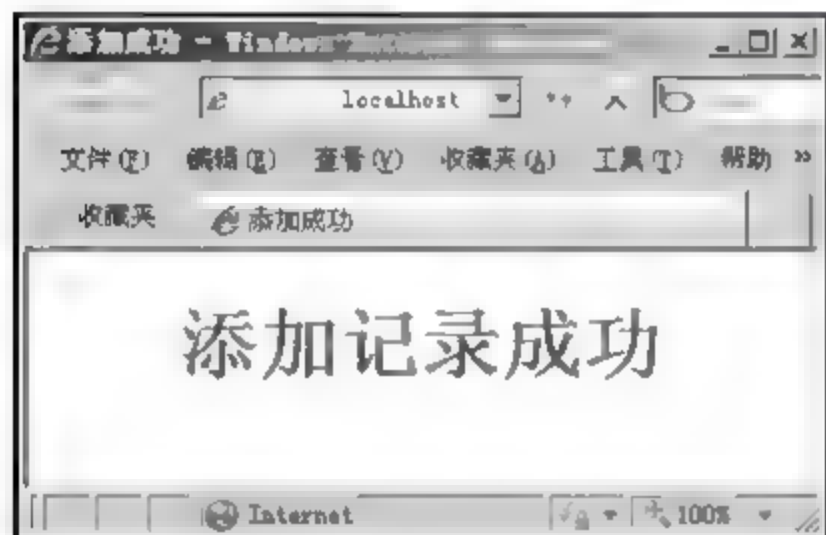 添加成功 - Windows
localhost
文件(F) 编辑(E) 查看(V) 收藏夹(A) 工具(T) 帮助 »
收藏夹 添加成功
添加记录成功
Internet 100%